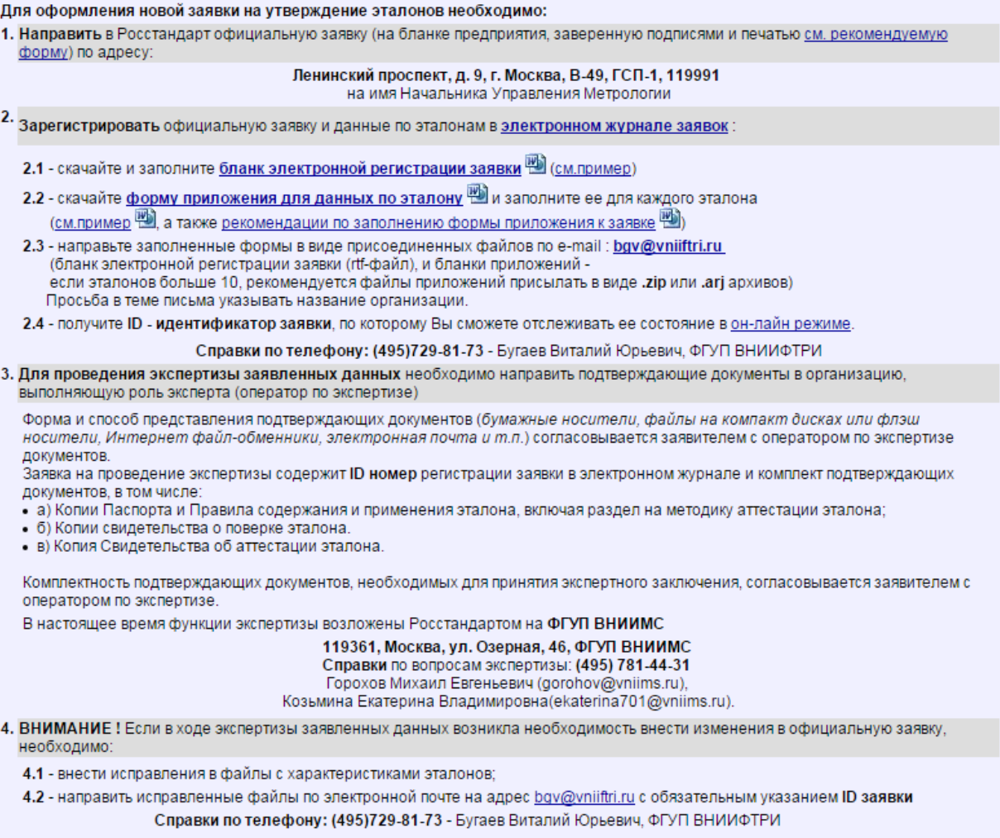 Для оформления новой заявки на утверждение эталонов необходимо:
1. Направить в Росстандарт официальную заявку (на бланке предприятия, заверенную подписями и печатью см. рекомендуемую
форму) по адресу:
Ленинский проспект, д. 9, г. Москва, В-49, ГСП-1, 119991
на имя Начальника Управления Метрологии
2. Зарегистрировать официальную заявку и данные по эталонам в электронном журнале заявок :
2.1 - скачайте и заполните бланк электронной регистрации заявки (см.пример)
2.2 - скачайте форму приложения для данных по эталону и заполните ее для каждого эталона
(см.пример , а также рекомендации по заполнению формы приложения к заявке )
2.3 - направьте заполненные формы в виде присоединенных файлов по e-mail : bgv@vniiftri.ru
(бланк электронной регистрации заявки (rtf-файл), и бланки приложений -
если эталонов больше 10, рекомендуется файлы приложений присылать в виде .zip или .arj архивов)
Просьба в теме письма указывать название организации.
2.4 - получите ID - идентификатор заявки, по которому Вы сможете отслеживать ее состояние в он-лайн режиме.
Справки по телефону: (495)729-81-73 - Бугаев Виталий Юрьевич, ФГУП ВНИИФТРИ
3. Для проведения экспертизы заявленных данных необходимо направить подтверждающие документы в организацию,
выполняющую роль эксперта (оператор по экспертизе)
Форма и способ представления подтверждающих документов (бумажные носители, файлы на компакт дисках или флэш
носители, Интернет файл-обменники, электронная почта и т.п.) согласовывается заявителем с оператором по экспертизе
документов.
Заявка на проведение экспертизы содержит ID номер регистрации заявки в электронном журнале и комплект подтверждающих
документов, в том числе:
• а) Копии Паспорта и Правила содержания и применения эталона, включая раздел на методику аттестации эталона;
• б) Копии свидетельства о поверке эталона.
• в) Копия Свидетельства об аттестации эталона.
Комплектность подтверждающих документов, необходимых для принятия экспертного заключения, согласовывается заявителем с
оператором по экспертизе.
В настоящее время функции экспертизы возложены Росстандартом на ФГУП ВНИИМС
119361, Москва, ул. Озерная, 46, ФГУП ВНИИМС
Справки по вопросам экспертизы: (495) 781-44-31
Горохов Михаил Евгеньевич (gorohov@vniims.ru),
Козьмина Екатерина Владимировна(ekaterina701@vniims.ru).
4. ВНИМАНИЕ ! Если в ходе экспертизы заявленных данных возникла необходимость внести изменения в официальную заявку,
необходимо:
4.1 - внести исправления в файлы с характеристиками эталонов;
4.2 - направить исправленные файлы по электронной почте на адрес bgv@vniiftri.ru с обязательным указанием ID заявки
Справки по телефону: (495)729-81-73 - Бугаев Виталий Юрьевич, ФГУП ВНИИФТРИ